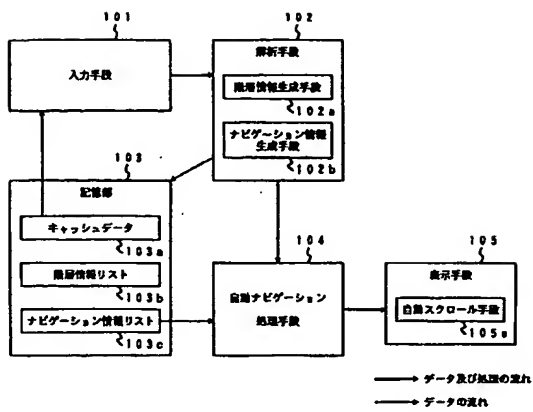 101
入力手段
102
解析手段
階層情報生成手段
102a
ナビゲーション情報
生成手段
102b
103
記憶部
キャッシュデータ
103a
階層情報リスト
103b
ナビゲーション情報リスト
103c
104
自動ナビゲーション
処理手段
105
表示手段
自動スクロール手段
105a
データ及び処理の流れ
データの流れ